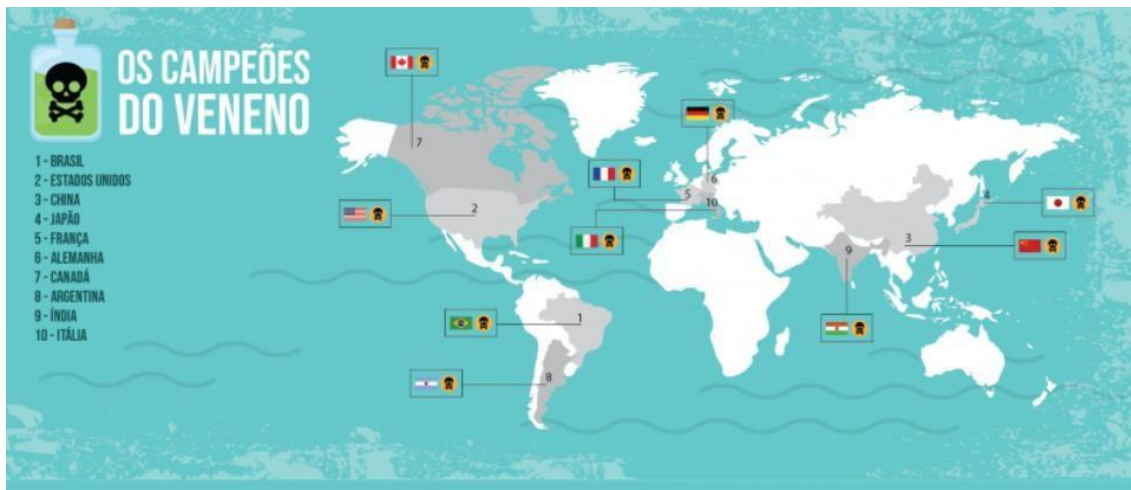 OS CAMPEÕES
DO VENENO
1 - BRASIL
2 - ESTADOS UNIDOS
3 - CHINA
4 - JAPÃO
5 - FRANÇA
6 - ALEMANHA
7 - CANADÁ
8 - ARGENTINA
9 - ÍNDIA
10 - ITÁLIA
7
6
5
4
10
2
3
9
1
8